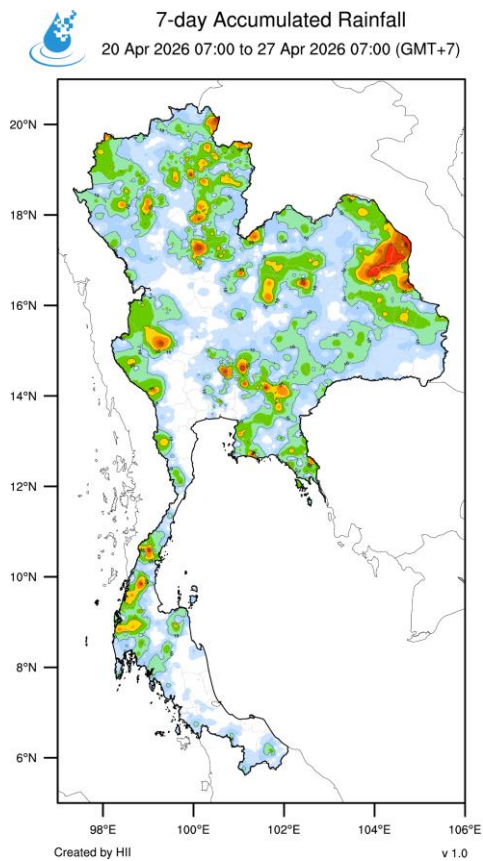 7-day Accumulated Rainfall
20 Apr 2026 07:00 to 27 Apr 2026 07:00 (GMT+7)
20°N
18°N
16°N
14°N
12°N
10°N
8°N
6°N
98°E 100°E 102°E 104°E 106°E
Created by HII v 1.0